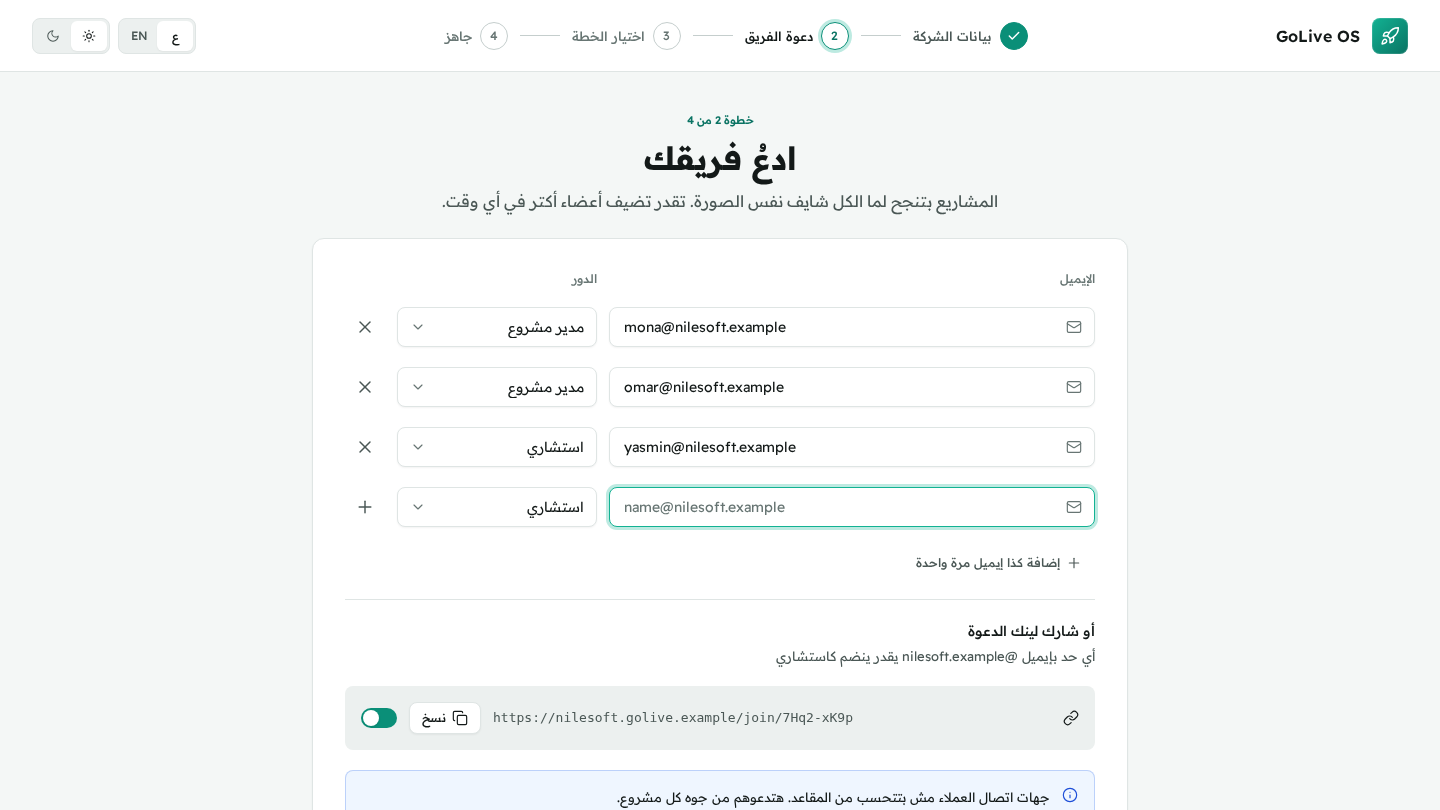 GoLive OS
بيانات الشركة
2 دعوة الفريق
3 اختيار الخطة
4 جاهز
ع EN
خطوة 2 من 4
ادعُ فريقك
المشاريع بتنجح لما الكل شايف نفس الصورة. تقدر تضيف أعضاء أكتر في أي وقت.
الإيميل الدور
mona@nilesoft.example مدير مشروع
omar@nilesoft.example مدير مشروع
yasmin@nilesoft.example استشاري
name@nilesoft.example استشاري
إضافة كذا إيميل مرة واحدة
أو شارك لينك الدعوة
أي حد بإيميل @nilesoft.example يقدر ينضم كاستشاري
https://nilesoft.golive.example/join/7Hq2-xK9p نسخ
جهات اتصال العملاء مش بتتحسب من المقاعد. هتدعوهم من جوه كل مشروع.